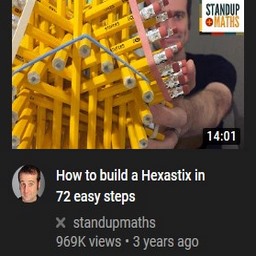 STANDUP
MATHS
14:01
How to build a Hexastix in
72 easy steps
standupmaths
969K views • 3 years ago